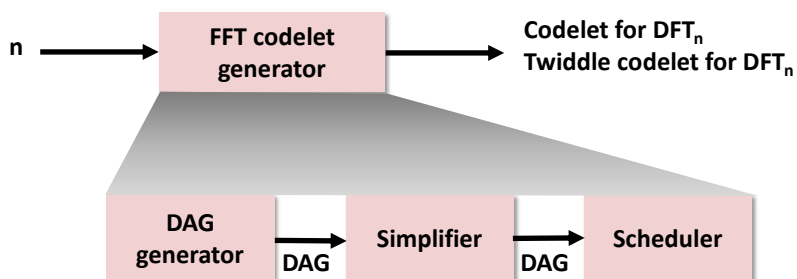 n
FFT codelet
generator
Codelet for DFTn
Twiddle codelet for DFTn
DAG
generator
DAG
Simplifier
DAG
Scheduler